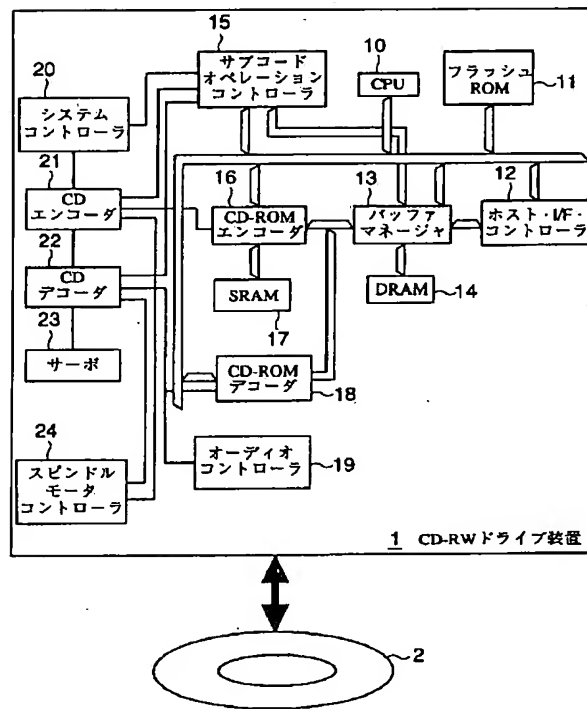 15
サブコード
オペレーション
コントローラ
20
システム
コントローラ
10
CPU
フラッシュ
ROM
11
21
CD
エンコーダ
16
CD-ROM
エンコーダ
13
バッファ
マネージャ
12
ホスト・I/F・
コントローラ
22
CD
デコーダ
SRAM
17
DRAM
14
23
サーボ
CD-ROM
デコーダ
18
24
スピンドル
モータ
コントローラ
オーディオ
コントローラ
19
1 CD-RWドライブ装置
2